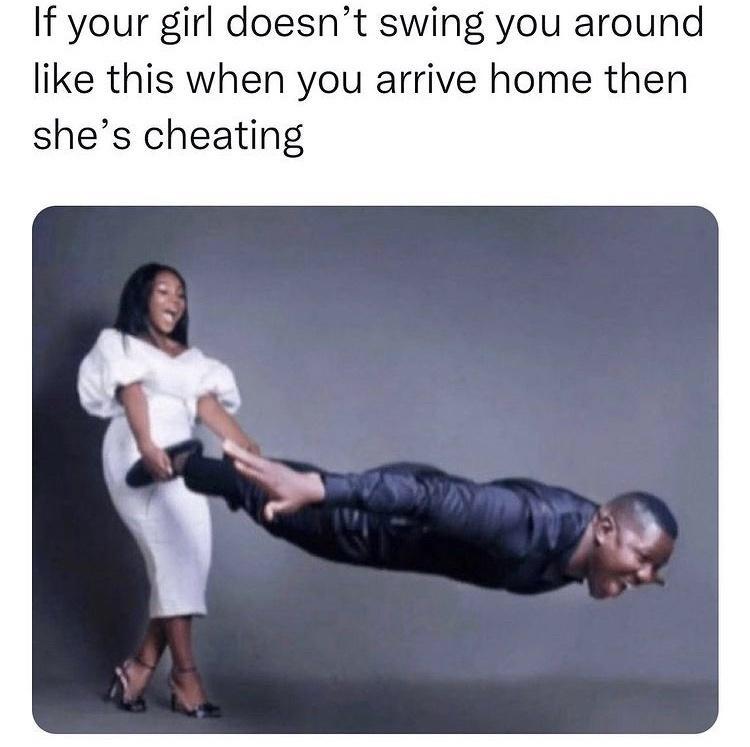 If your girl doesn’t swing you around
like this when you arrive home then
she’s cheating